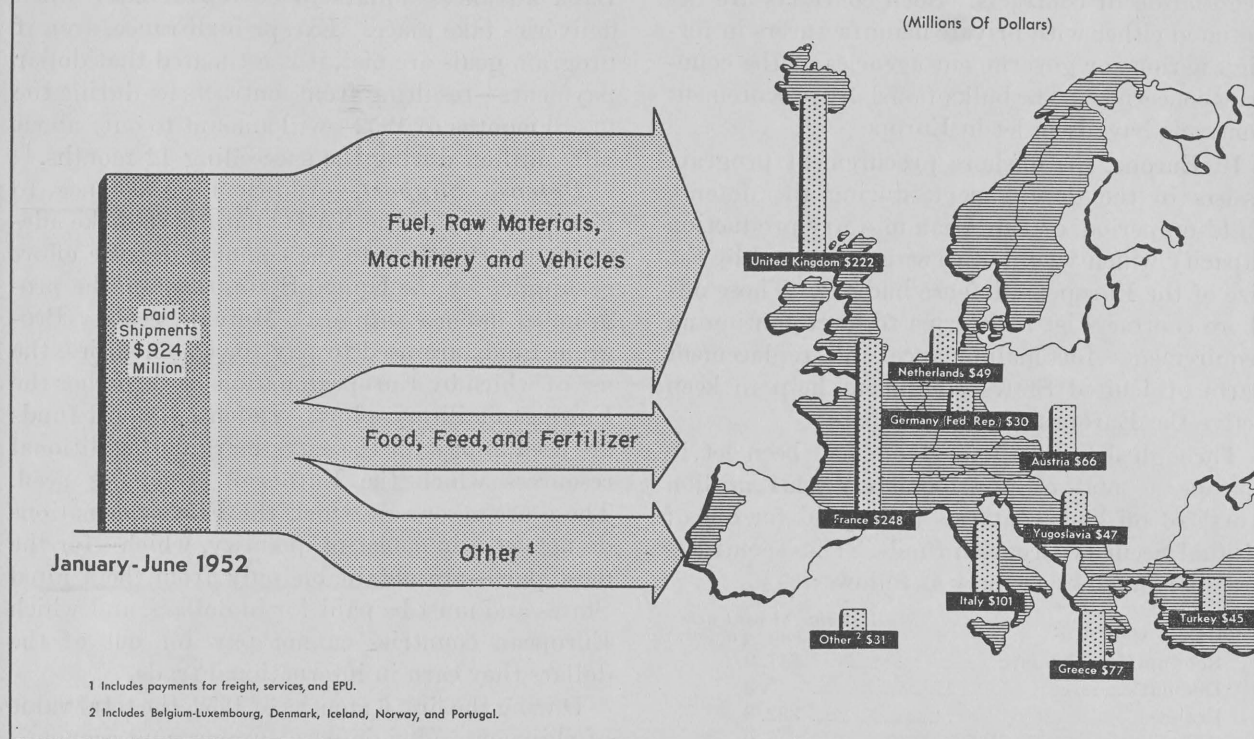 (Millions Of Dollars)
Fuel, Raw Materials,
Machinery and Vehicles
Paid
Shipments
$924
Million
Food, Feed, and Fertilizer
Other 1
January-June 1952
United Kingdom $222
Netherlands $49
Germany (Fed. Rep.) $30
Austria $66
France $248
Yugoslavia $47
Italy $101
Turkey $45
Other 2 $31
Greece $77
1 Includes payments for freight, services, and EPU.
2 Includes Belgium-Luxembourg, Denmark, Iceland, Norway, and Portugal.